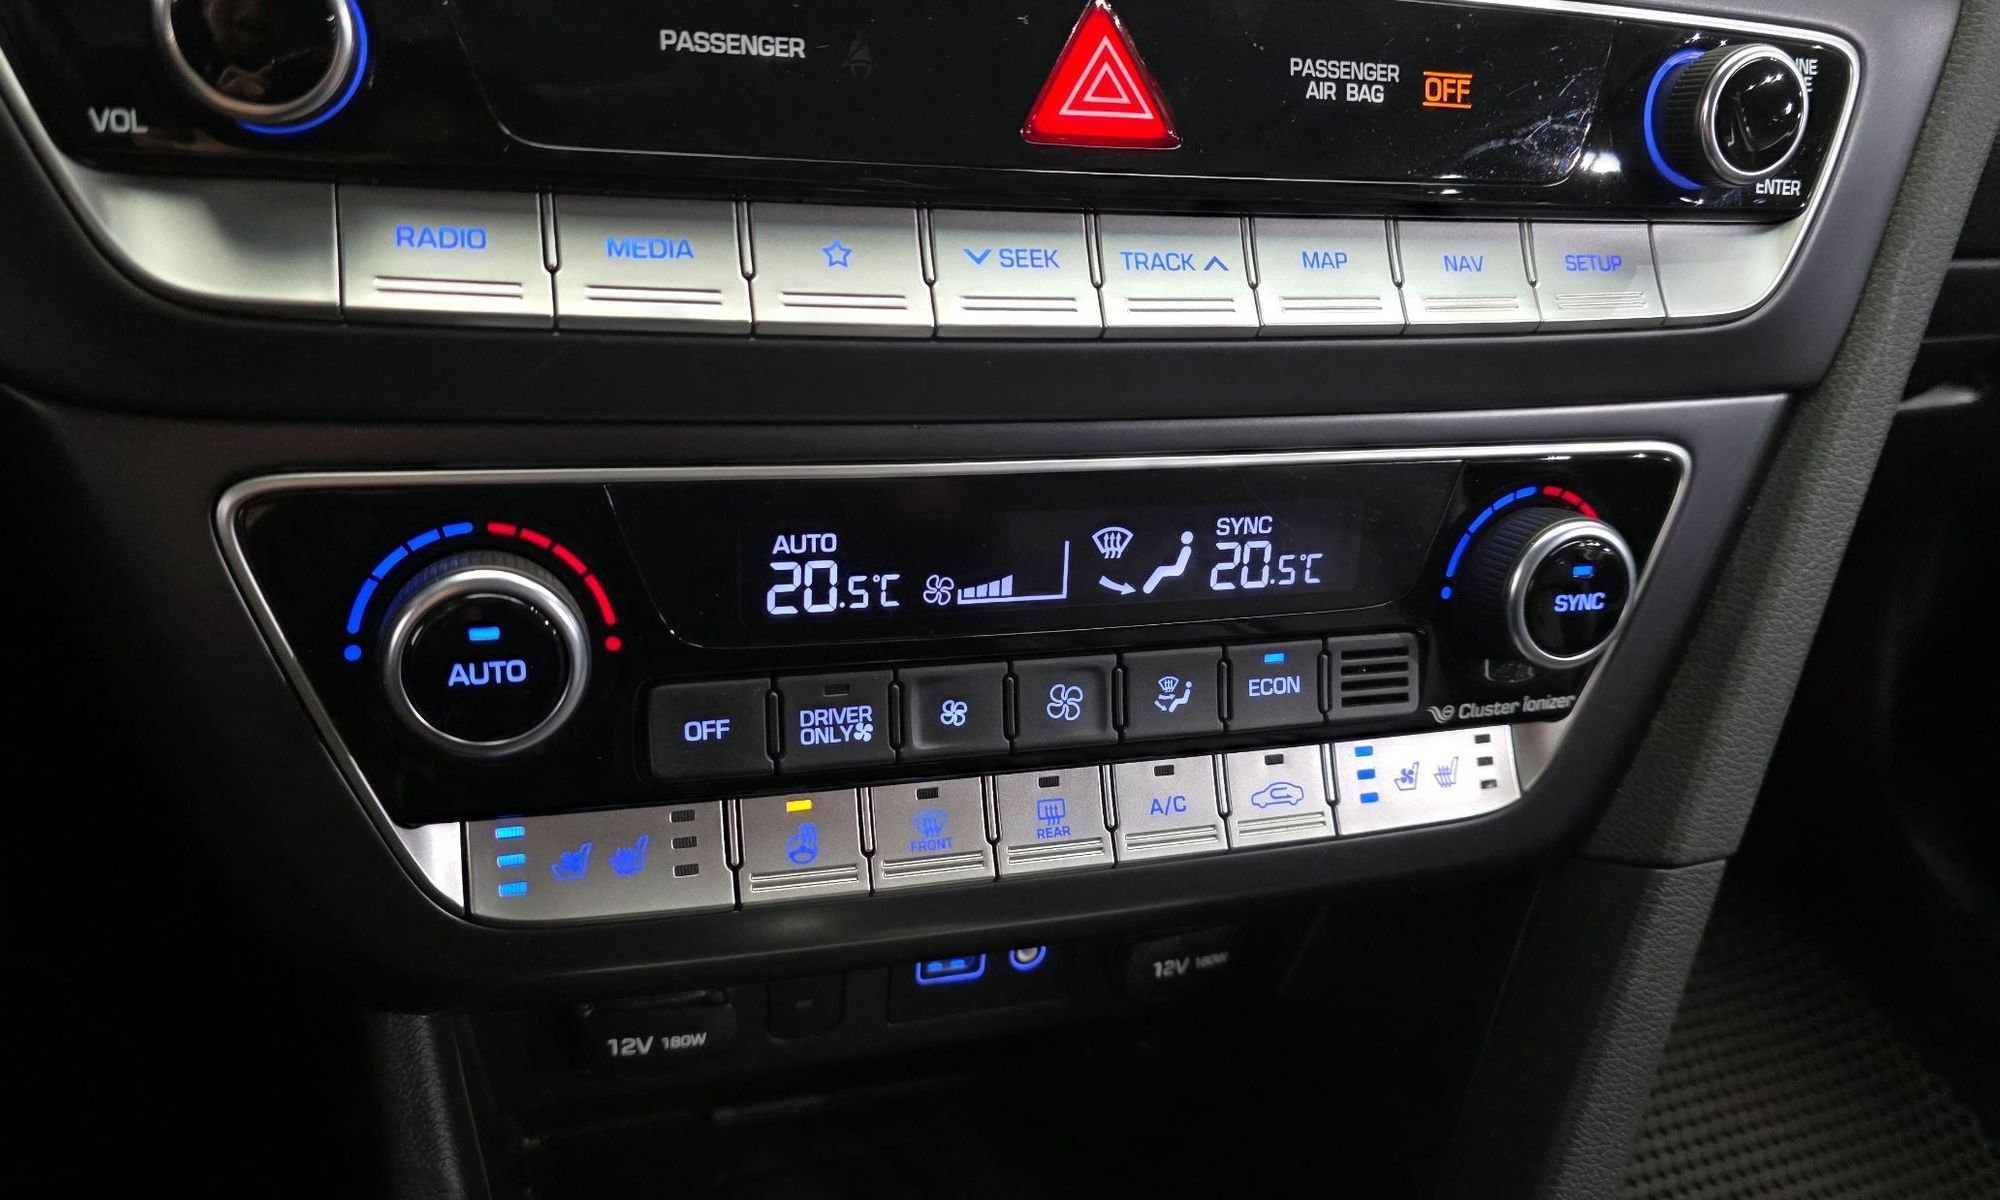 PASSENGER
PASSENGER
AIR BAG OFF
VOL
ENTER
RADIO
MEDIA
SEEK
TRACK
MAP
NAV
SETUP
AUTO
20.5℃
SYNC
20.5℃
AUTO
SYNC
OFF
DRIVER
ONLY
ECON
Cluster ionizer
FRONT
REAR
A/C
12V 180W
12V 180W